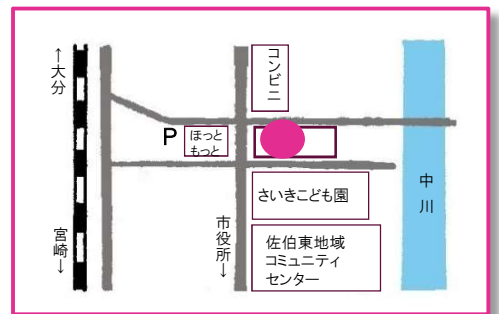 ↑大分
コンビニ
P
ほっと
もっと
さいきこども園
中川
宮崎↓
市役所↓
佐伯東地域
コミュニティ
センター